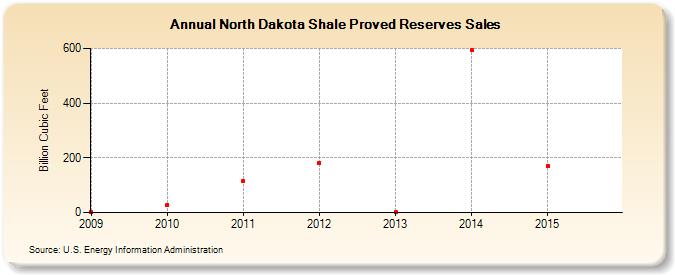 Annual North Dakota Shale Proved Reserves Sales
Billion Cubic Feet
600
400
200
0
2009 2010 2011 2012 2013 2014 2015
Source: U.S. Energy Information Administration